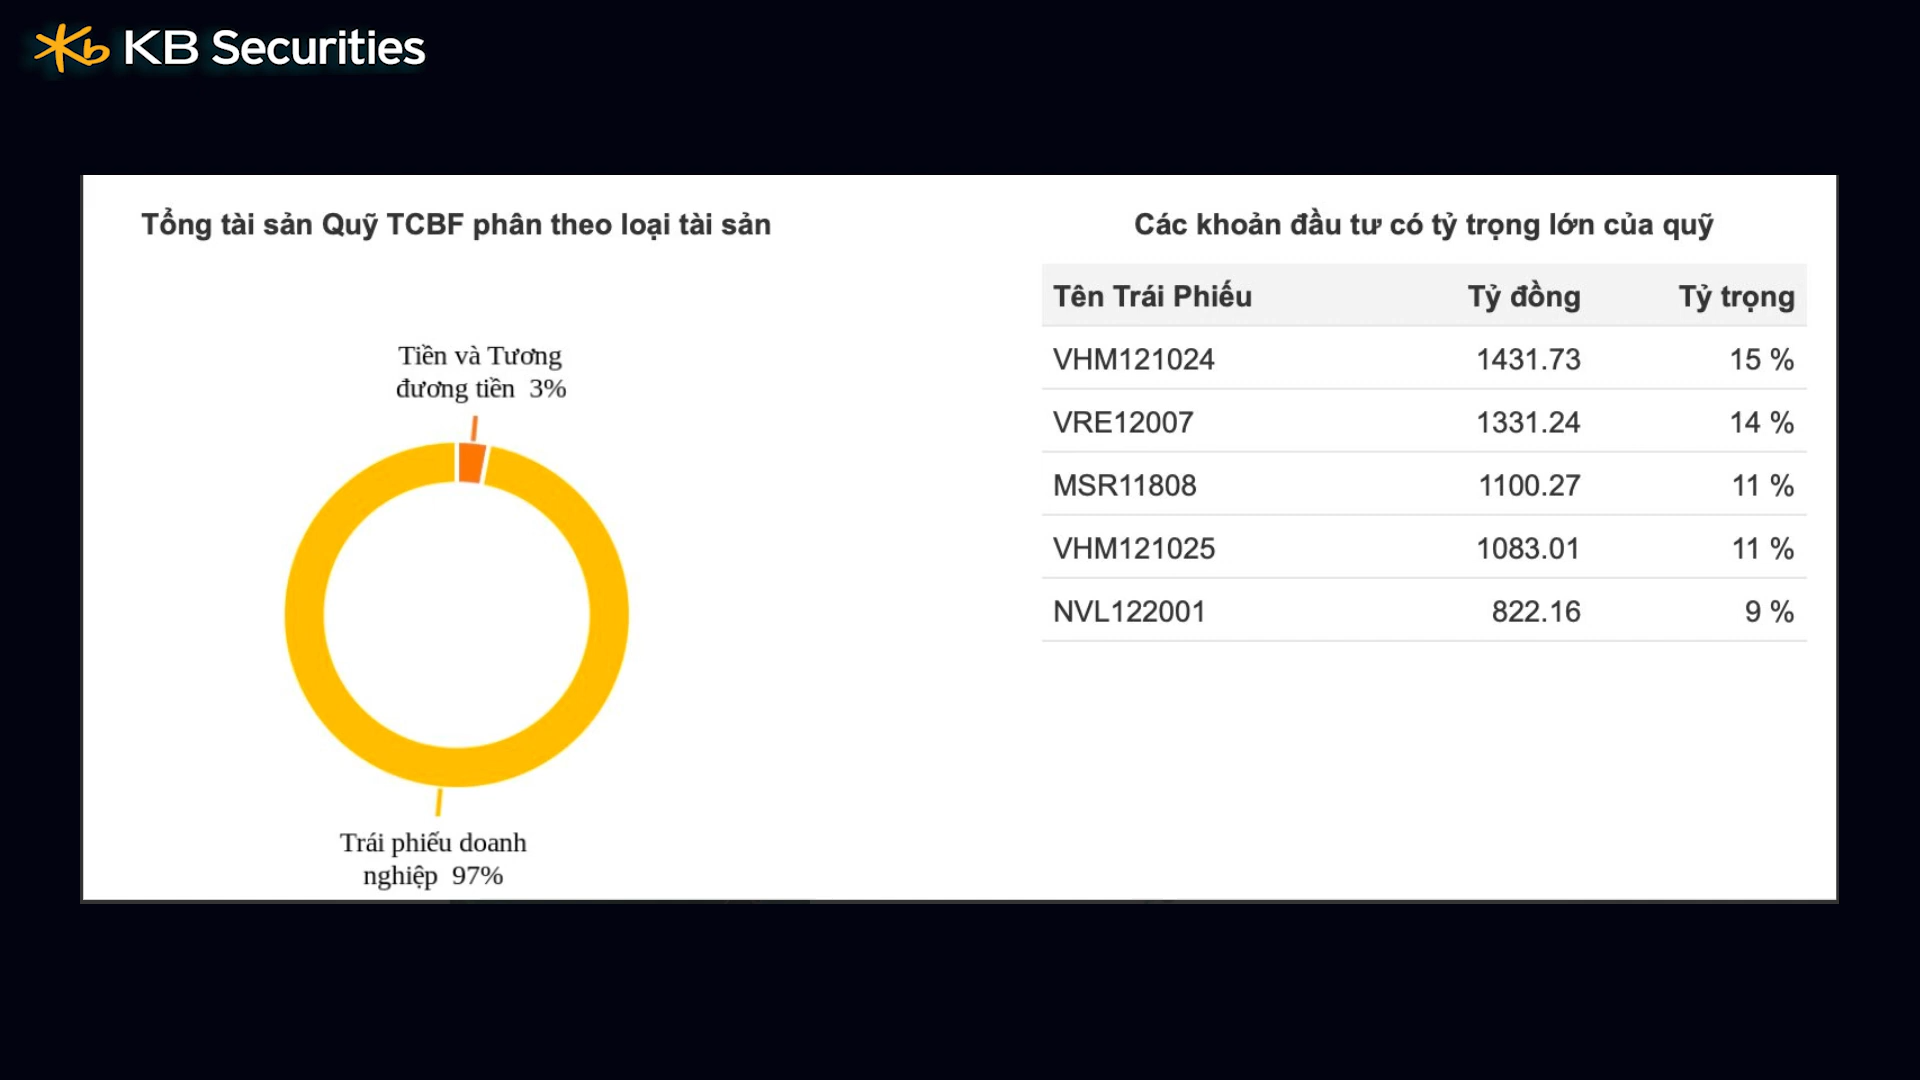 KB Securities
Tổng tài sản Quỹ TCBF phân theo loại tài sản
Tiền và Tương
đương tiền 3%
Trái phiếu doanh
nghiệp 97%
Các khoản đầu tư có tỷ trọng lớn của quỹ
Tên Trái Phiếu Tỷ đồng Tỷ trọng
VHM121024 1431.73 15 %
VRE12007 1331.24 14 %
MSR11808 1100.27 11 %
VHM121025 1083.01 11 %
NVL122001 822.16 9 %